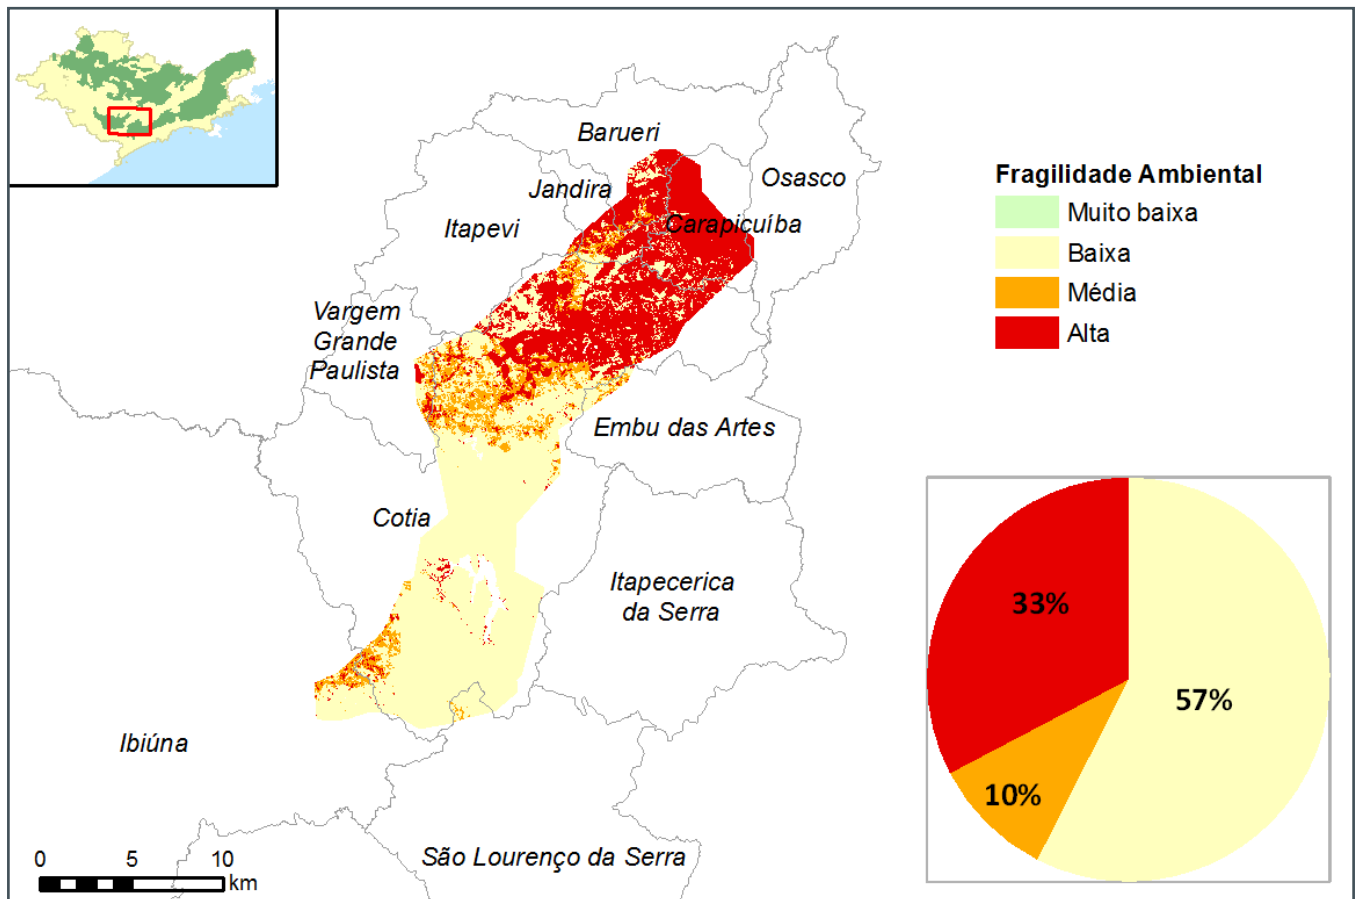 Barueri
Jandira
Osasco
Itapevi
Carapicuíba
Vargem
Grande
Paulista
Embu das Artes
Cotia
Itapecerica
da Serra
Ibiúna
São Lourenço da Serra
0 5 10
km
Fragilidade Ambiental
Muito baixa
Baixa
Média
Alta
33%
57%
10%